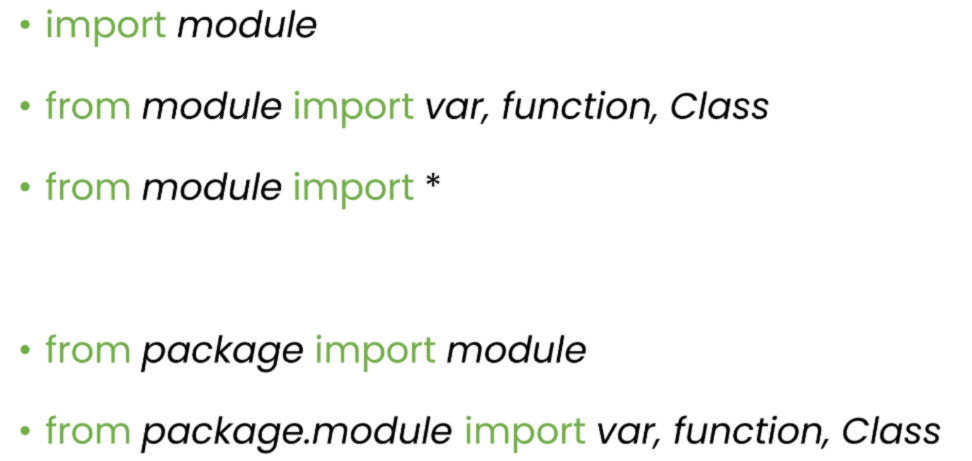 • import module
• from module import var, function, Class
• from module import *
• from package import module
• from package.module import var, function, Class